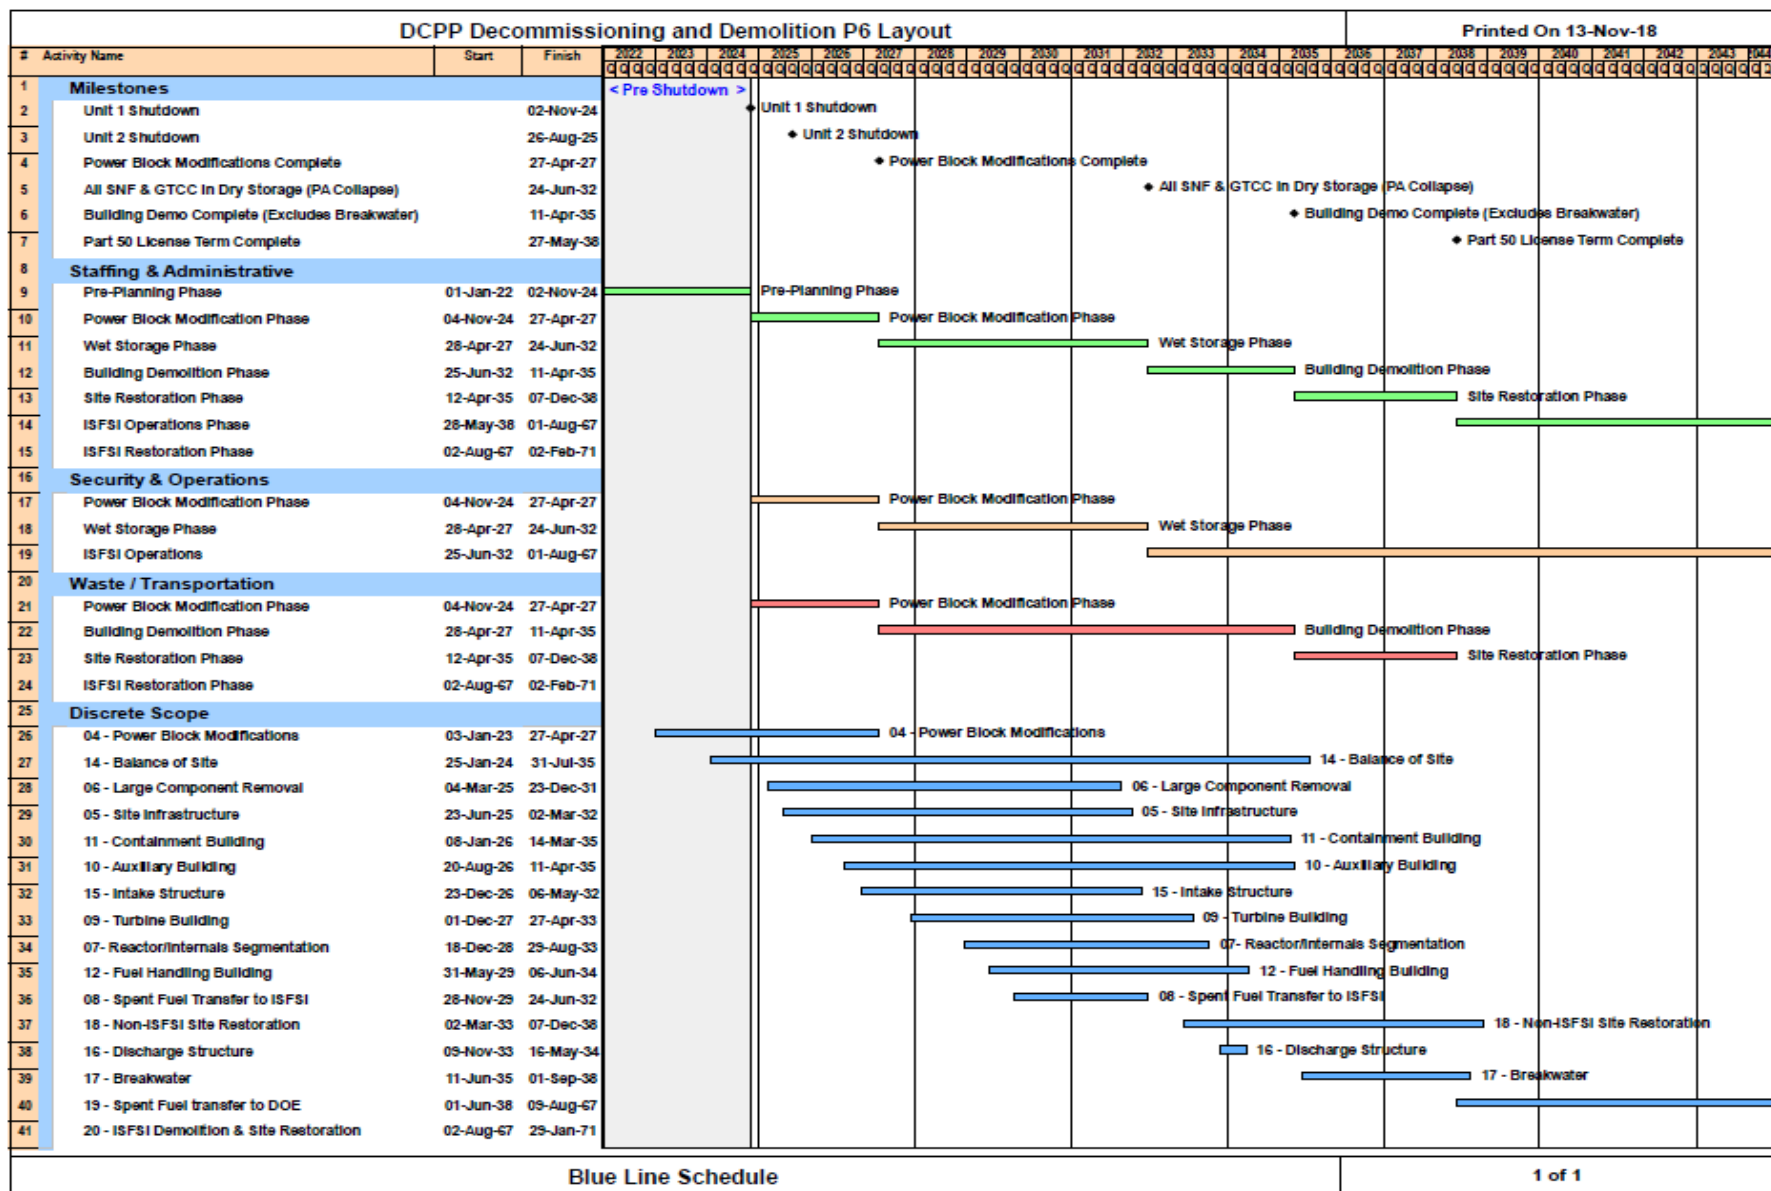 DCPP Decommissioning and Demolition P6 Layout Printed On 13-Nov-18
# Activity Name Start Finish 2022 2023 2024 2025 2026 2027 2028 2029 2030 2031 2032 2033 2034 2035 2036 2037 2038 2039 2040 2041 2042 2043 2044
Q Q Q Q Q Q Q Q Q Q Q Q Q Q Q Q Q Q Q Q Q Q Q Q Q Q Q Q Q Q Q Q Q Q Q Q Q Q Q Q Q Q Q Q Q Q Q Q Q Q Q Q Q Q Q Q Q Q Q Q Q Q Q Q Q Q Q Q Q Q Q Q Q Q Q Q Q Q Q Q Q Q Q Q Q Q Q Q Q Q
1 Milestones < Pre Shutdown >
2 Unit 1 Shutdown 02-Nov-24 Unit 1 Shutdown
3 Unit 2 Shutdown 26-Aug-25 Unit 2 Shutdown
4 Power Block Modifications Complete 27-Apr-27 Power Block Modifications Complete
5 All SNF & GTCC In Dry Storage (PA Collapse) 24-Jun-32 All SNF & GTCC In Dry Storage (PA Collapse)
6 Building Demo Complete (Excludes Breakwater) 11-Apr-35 Building Demo Complete (Excludes Breakwater)
7 Part 50 License Term Complete 27-May-38 Part 50 License Term Complete
8 Staffing & Administrative
9 Pre-Planning Phase 01-Jan-22 02-Nov-24 Pre-Planning Phase
10 Power Block Modification Phase 04-Nov-24 27-Apr-27 Power Block Modification Phase
11 Wet Storage Phase 28-Apr-27 24-Jun-32 Wet Storage Phase
12 Building Demolition Phase 25-Jun-32 11-Apr-35 Building Demolition Phase
13 Site Restoration Phase 12-Apr-35 07-Dec-38 Site Restoration Phase
14 ISFSI Operations Phase 28-May-38 01-Aug-67
15 ISFSI Restoration Phase 02-Aug-67 02-Feb-71
16 Security & Operations
17 Power Block Modification Phase 04-Nov-24 27-Apr-27 Power Block Modification Phase
18 Wet Storage Phase 28-Apr-27 24-Jun-32 Wet Storage Phase
19 ISFSI Operations 25-Jun-32 01-Aug-67
20 Waste / Transportation
21 Power Block Modification Phase 04-Nov-24 27-Apr-27 Power Block Modification Phase
22 Building Demolition Phase 28-Apr-27 11-Apr-35 Building Demolition Phase
23 Site Restoration Phase 12-Apr-35 07-Dec-38 Site Restoration Phase
24 ISFSI Restoration Phase 02-Aug-67 02-Feb-71
25 Discrete Scope
26 04 - Power Block Modifications 03-Jan-23 27-Apr-27 04 - Power Block Modifications
27 14 - Balance of Site 25-Jan-24 31-Jul-35 14 - Balance of Site
28 06 - Large Component Removal 04-Mar-25 23-Dec-31 06 - Large Component Removal
29 05 - Site Infrastructure 23-Jun-25 02-Mar-32 05 - Site Infrastructure
30 11 - Containment Building 08-Jan-26 14-Mar-35 11 - Containment Building
31 10 - Auxiliary Building 20-Aug-26 11-Apr-35 10 - Auxiliary Building
32 15 - Intake Structure 23-Dec-26 06-May-32 15 - Intake Structure
33 09 - Turbine Building 01-Dec-27 27-Apr-33 09 - Turbine Building
34 07- Reactor/Internals Segmentation 18-Dec-28 29-Aug-33 07- Reactor/Internals Segmentation
35 12 - Fuel Handling Building 31-May-29 06-Jun-34 12 - Fuel Handling Building
36 08 - Spent Fuel Transfer to ISFSI 28-Nov-29 24-Jun-32 08 - Spent Fuel Transfer to ISFSI
37 18 - Non-ISFSI Site Restoration 02-Mar-33 07-Dec-38 18 - Non-ISFSI Site Restoration
38 16 - Discharge Structure 09-Nov-33 16-May-34 16 - Discharge Structure
39 17 - Breakwater 11-Jun-35 01-Sep-38 17 - Breakwater
40 19 - Spent Fuel transfer to DOE 01-Jun-38 09-Aug-67
41 20 - ISFSI Demolition & Site Restoration 02-Aug-67 29-Jan-71
Blue Line Schedule 1 of 1